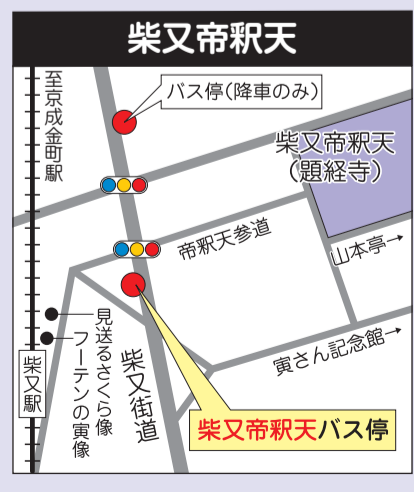 柴又帝釈天
至京成金町駅
バス停(降車のみ)
柴又帝釈天
(題経寺)
帝釈天参道
山本亭→
見送るさくら像
フーテンの寅像
柴又街道
寅さん記念館→
柴又駅
柴又帝釈天バス停